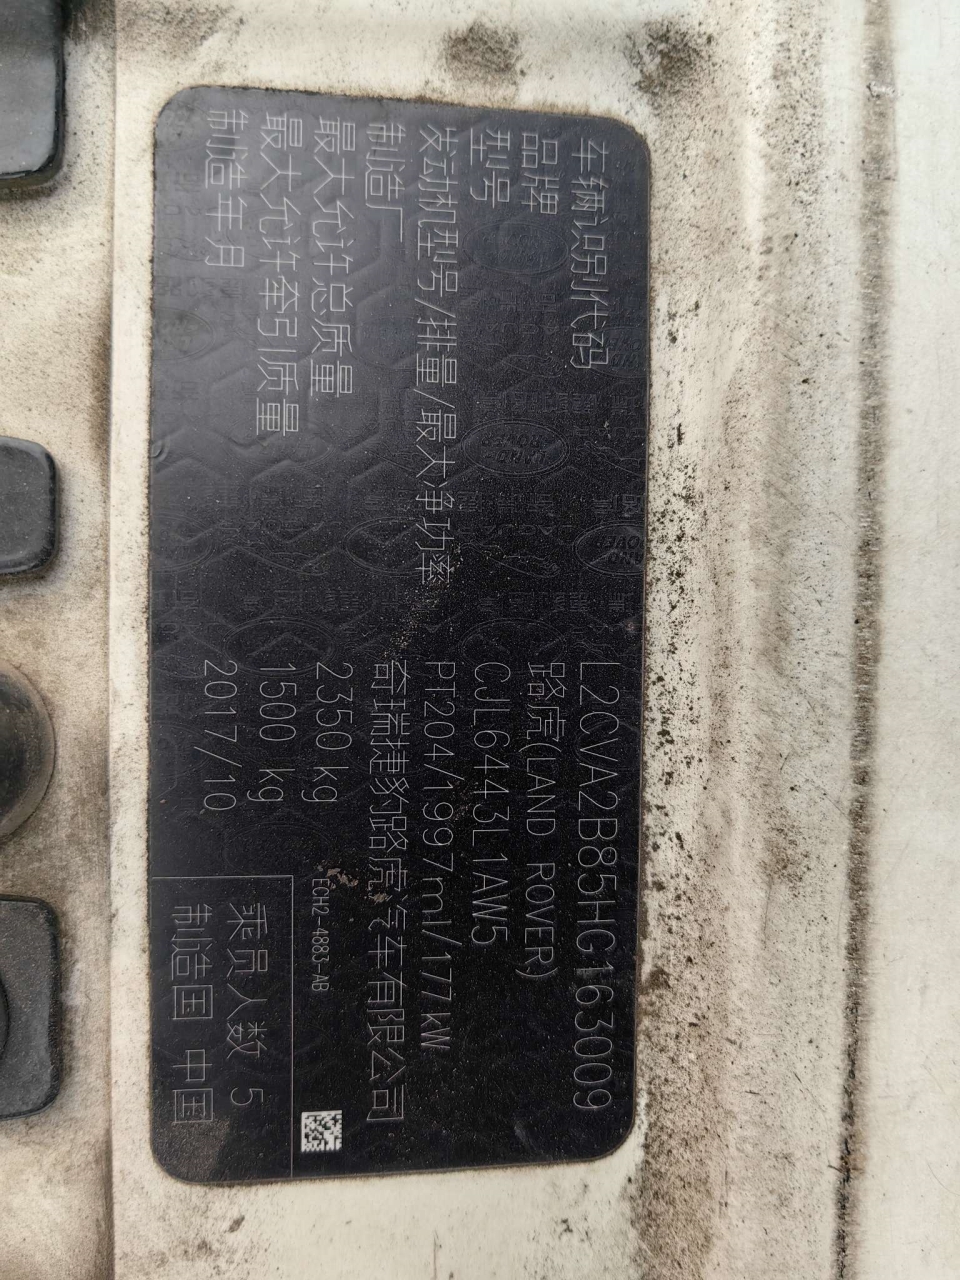 车辆识别代码 L2CVA2B85HG163009
品牌 路虎(LAND ROVER)
型号 CJL6443L1AW5
发动机型号/排量/最大净功率 PT204/1997ml/177kW
制造厂 奇瑞捷豹路虎汽车有限公司
最大允许总质量 2350 kg
最大允许牵引质量 1500 kg
制造年月 2017/10
EGH2-4883-AB
乘员人数 5
制造国 中国
LAND ROVER